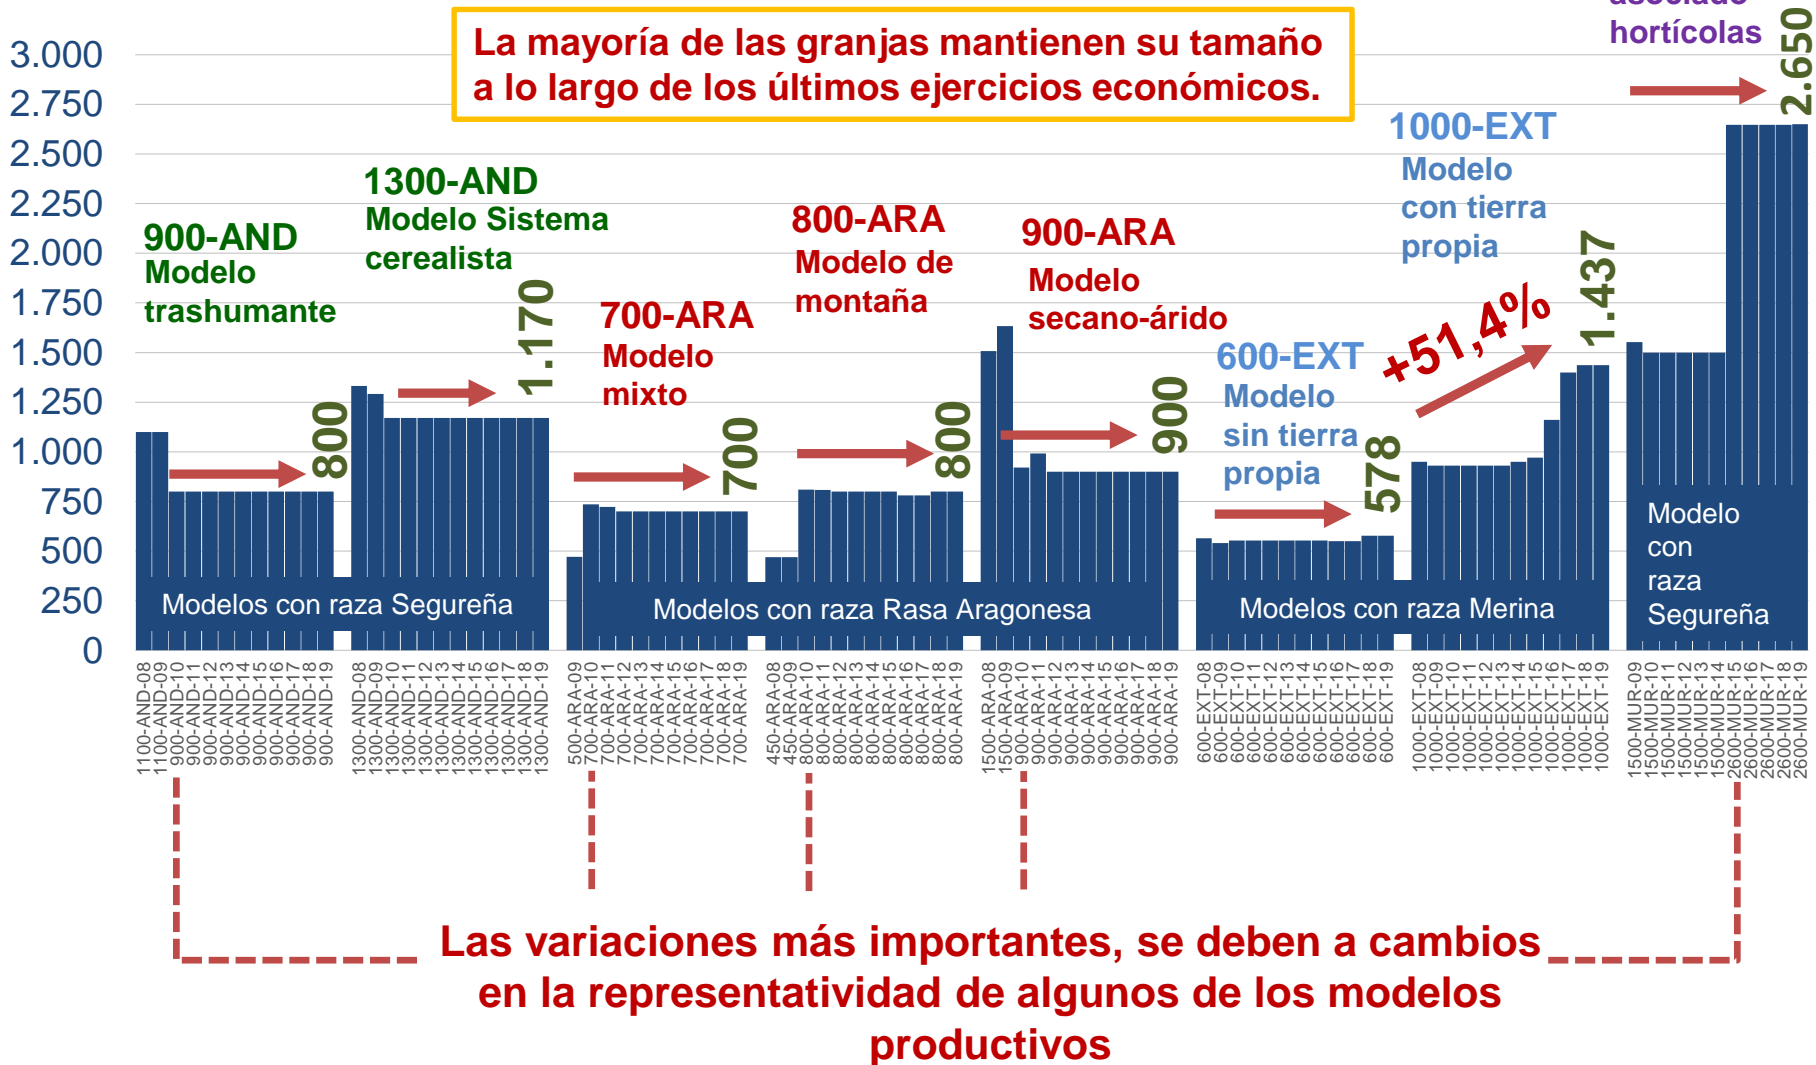 asociado
hortícolas
2.650
La mayoría de las granjas mantienen su tamaño
a lo largo de los últimos ejercicios económicos.
3.000
2.750
2.500
2.250
2.000
1.750
1.500
1.250
1.000
750
500
250
0
900-AND
Modelo
trashumante
800
1300-AND
Modelo Sistema
cerealista
1.170
700-ARA
Modelo
mixto
700
800-ARA
Modelo de
montaña
800
900-ARA
Modelo
secano-árido
900
600-EXT
Modelo
sin tierra
propia
578
1000-EXT
Modelo
con tierra
propia
+51,4%
1.437
Modelos con raza Segureña
Modelos con raza Rasa Aragonesa
Modelos con raza Merina
Modelo
con
raza
Segureña
1100-AND-08
1100-AND-09
900-AND-10
900-AND-11
900-AND-12
900-AND-13
900-AND-14
900-AND-15
900-AND-16
900-AND-17
900-AND-18
900-AND-19
1300-AND-08
1300-AND-09
1300-AND-10
1300-AND-11
1300-AND-12
1300-AND-13
1300-AND-14
1300-AND-15
1300-AND-16
1300-AND-17
1300-AND-18
1300-AND-19
500-ARA-09
700-ARA-10
700-ARA-11
700-ARA-12
700-ARA-13
700-ARA-14
700-ARA-15
700-ARA-16
700-ARA-17
700-ARA-18
700-ARA-19
450-ARA-08
450-ARA-09
800-ARA-10
800-ARA-11
800-ARA-12
800-ARA-13
800-ARA-14
800-ARA-15
800-ARA-16
800-ARA-17
800-ARA-18
800-ARA-19
1500-ARA-08
1500-ARA-09
900-ARA-10
900-ARA-11
900-ARA-12
900-ARA-13
900-ARA-14
900-ARA-15
900-ARA-16
900-ARA-17
900-ARA-18
900-ARA-19
600-EXT-08
600-EXT-09
600-EXT-10
600-EXT-11
600-EXT-12
600-EXT-13
600-EXT-14
600-EXT-15
600-EXT-16
600-EXT-17
600-EXT-18
600-EXT-19
1000-EXT-08
1000-EXT-09
1000-EXT-10
1000-EXT-11
1000-EXT-12
1000-EXT-13
1000-EXT-14
1000-EXT-15
1000-EXT-16
1000-EXT-17
1000-EXT-18
1000-EXT-19
1500-MUR-09
1500-MUR-10
1500-MUR-11
1500-MUR-12
1500-MUR-13
1500-MUR-14
2600-MUR-15
2600-MUR-16
2600-MUR-17
2600-MUR-18
2600-MUR-19
Las variaciones más importantes, se deben a cambios
en la representatividad de algunos de los modelos
productivos